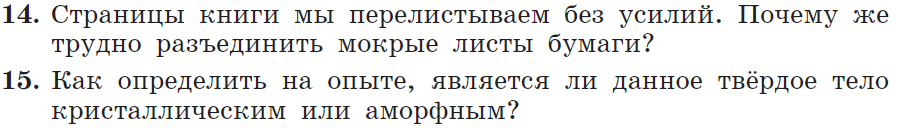 14. Страницы книги мы перелистываем без усилий. Почему же
трудно разъединить мокрые листы бумаги?
15. Как определить на опыте, является ли данное твёрдое тело
кристаллическим или аморфным?